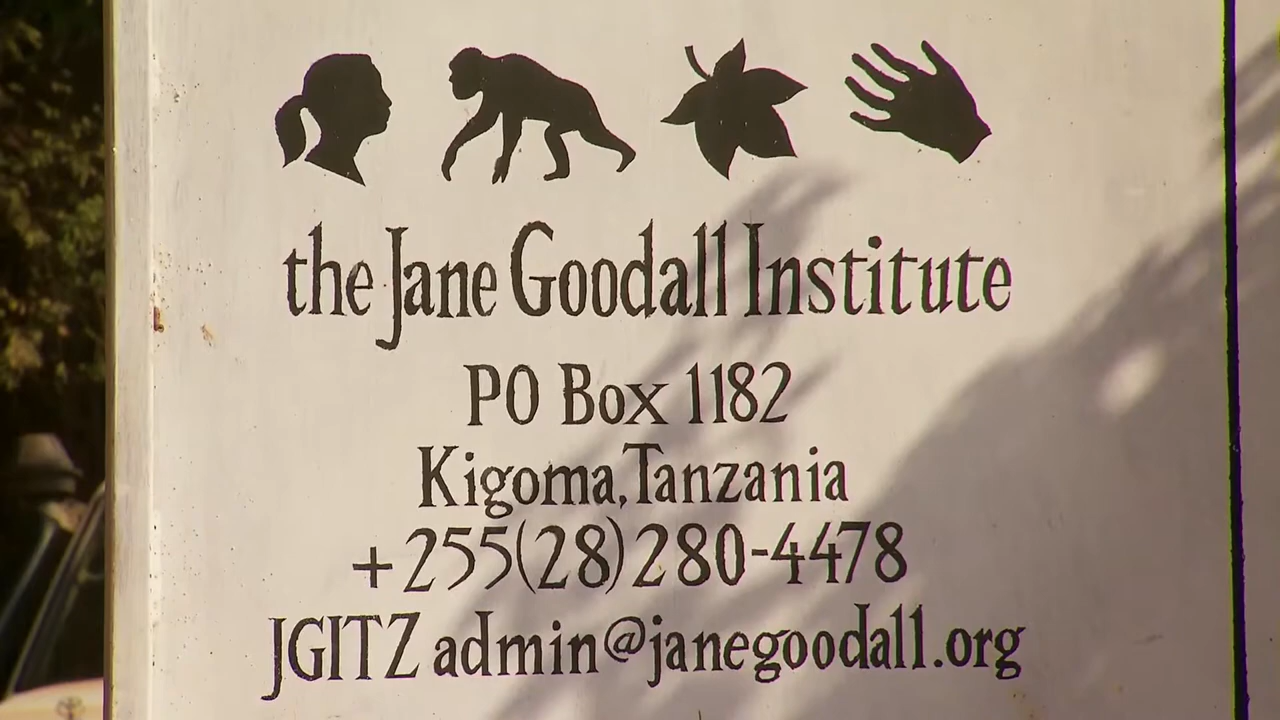 the Jane Goodall Institute
PO Box 1182
Kigoma, Tanzania
+255(28)280-4478
JGITZ admin@janegoodall.org